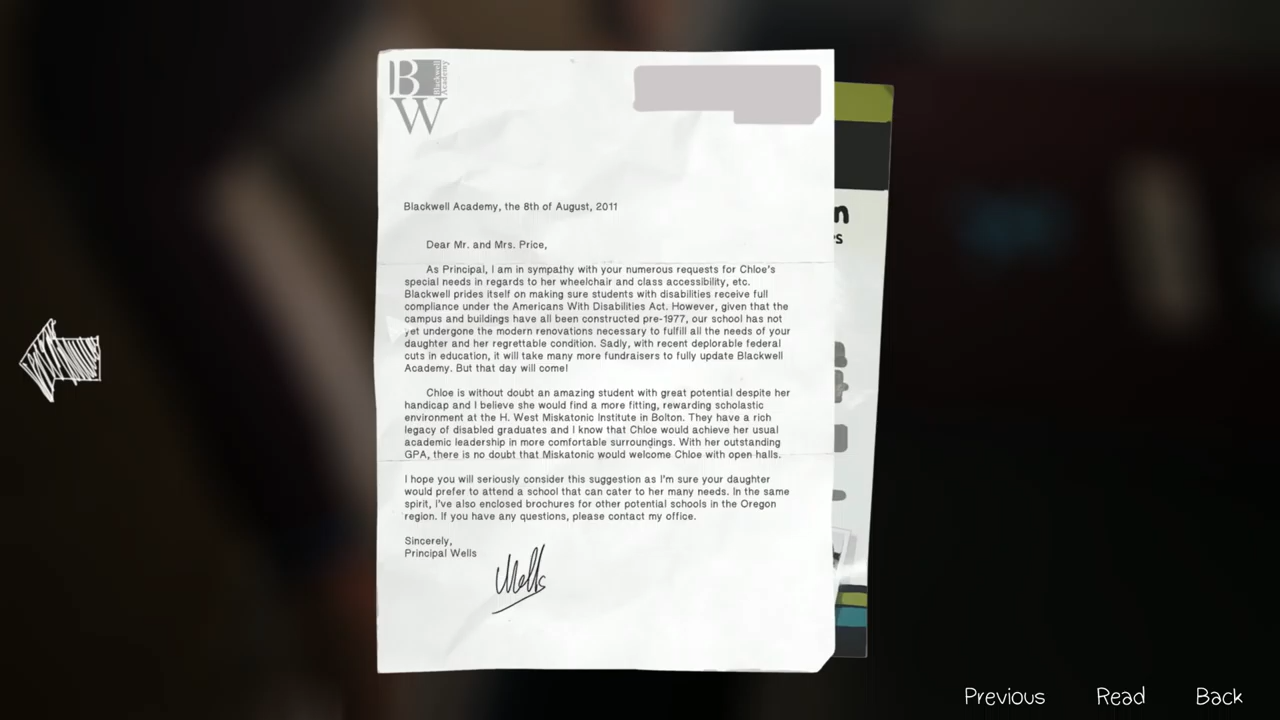 BW
Blackwell
Academy
Blackwell Academy, the 8th of August, 2011
Dear Mr. and Mrs. Price,
As Principal, I am in sympathy with your numerous requests for Chloe's
special needs in regards to her wheelchair and class accessibility, etc.
Blackwell prides itself on making sure students with disabilities receive full
compliance under the Americans With Disabilities Act. However, given that the
campus and buildings have all been constructed pre-1977, our school has not
yet undergone the modern renovations necessary to fulfill all the needs of your
daughter and her regrettable condition. Sadly, with recent deplorable federal
cuts in education, it will take many more fundraisers to fully update Blackwell
Academy. But that day will come!
Chloe is without doubt an amazing student with great potential despite her
handicap and I believe she would find a more fitting, rewarding scholastic
environment at the H. West Miskatonic Institute in Bolton. They have a rich
legacy of disabled graduates and I know that Chloe would achieve her usual
academic leadership in more comfortable surroundings. With her outstanding
GPA, there is no doubt that Miskatonic would welcome Chloe with open halls.
I hope you will seriously consider this suggestion as I'm sure your daughter
would prefer to attend a school that can cater to her many needs. In the same
spirit, I've also enclosed brochures for other potential schools in the Oregon
region. If you have any questions, please contact my office.
Sincerely,
Principal Wells
Wells
Previous Read Back